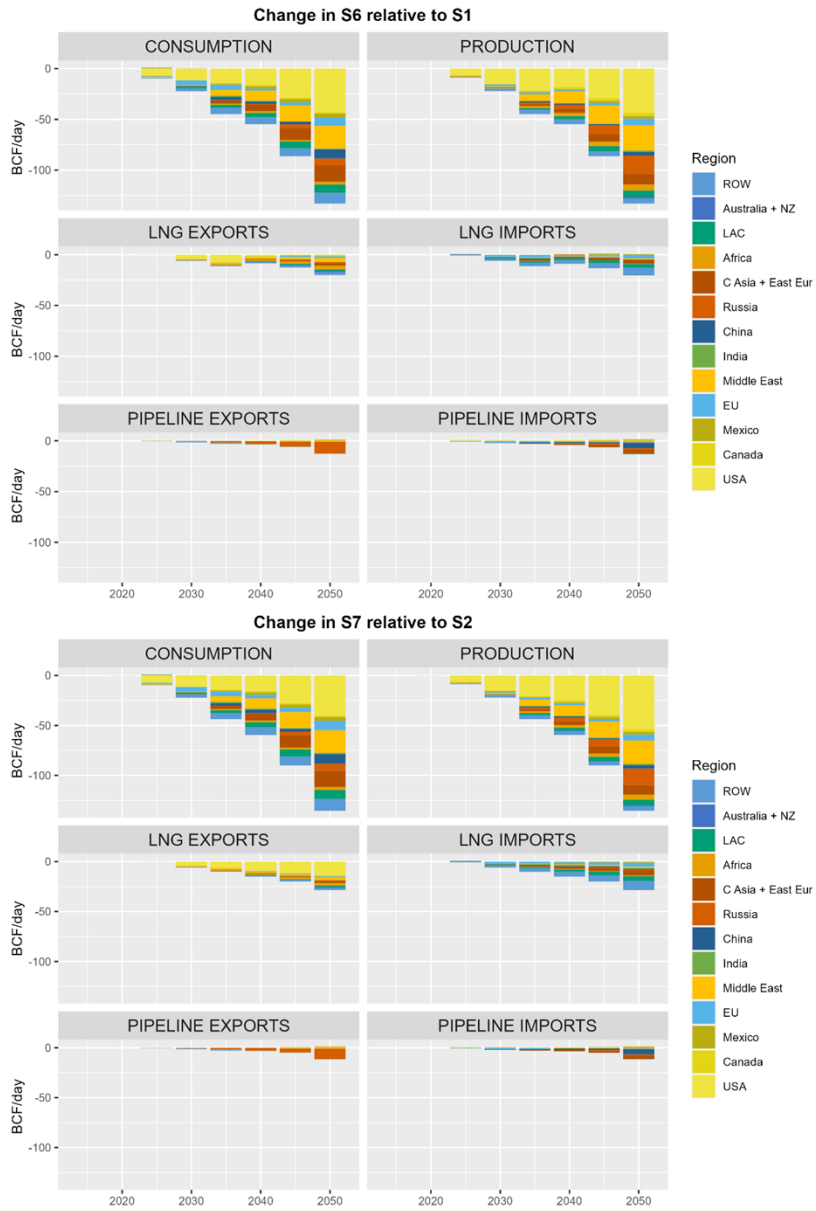 Change in S6 relative to S1
CONSUMPTION
PRODUCTION
0
-50
-100
BCF/day
LNG EXPORTS
LNG IMPORTS
0
-50
-100
BCF/day
PIPELINE EXPORTS
PIPELINE IMPORTS
0
-50
-100
BCF/day
2020 2030 2040 2050
2020 2030 2040 2050
Region
ROW
Australia + NZ
LAC
Africa
C Asia + East Eur
Russia
China
India
Middle East
EU
Mexico
Canada
USA
Change in S7 relative to S2
CONSUMPTION
PRODUCTION
0
-50
-100
BCF/day
LNG EXPORTS
LNG IMPORTS
0
-50
-100
BCF/day
PIPELINE EXPORTS
PIPELINE IMPORTS
0
-50
-100
BCF/day
2020 2030 2040 2050
2020 2030 2040 2050
Region
ROW
Australia + NZ
LAC
Africa
C Asia + East Eur
Russia
China
India
Middle East
EU
Mexico
Canada
USA